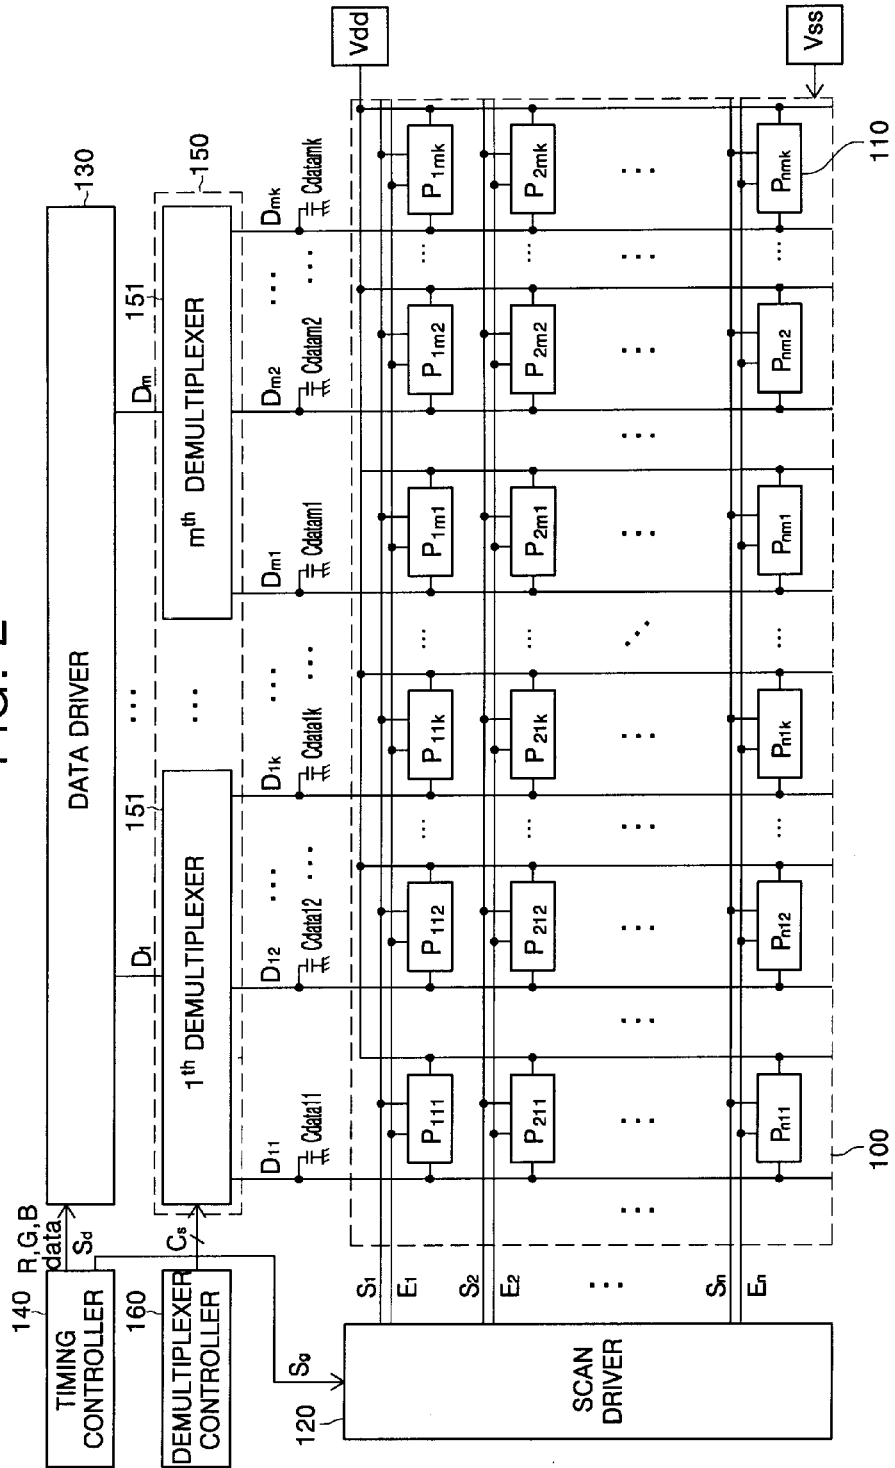 FIG. 2
140
TIMING
CONTROLLER
R,G,B
data
Sd
DATA DRIVER
130
160
DEMULTIPLEXER
CONTROLLER
Cs
D1
...
Dm
150
151
1th DEMULTIPLEXER
...
151
mth DEMULTIPLEXER
D11
D12
...
D1k
...
Dm1
Dm2
...
Dmk
Cdata11
Cdata12
...
Cdata1k
...
Cdatam1
Cdatam2
...
Cdatamk
Sg
120
SCAN
DRIVER
Vdd
S1
E1
P111
P112
...
P11k
...
P1m1
P1m2
...
P1mk
S2
E2
P211
P212
...
P21k
...
P2m1
P2m2
...
P2mk
...
Sn
En
Pn11
Pn12
...
Pn1k
...
Pnm1
Pnm2
...
Pnmk
Vss
100
110